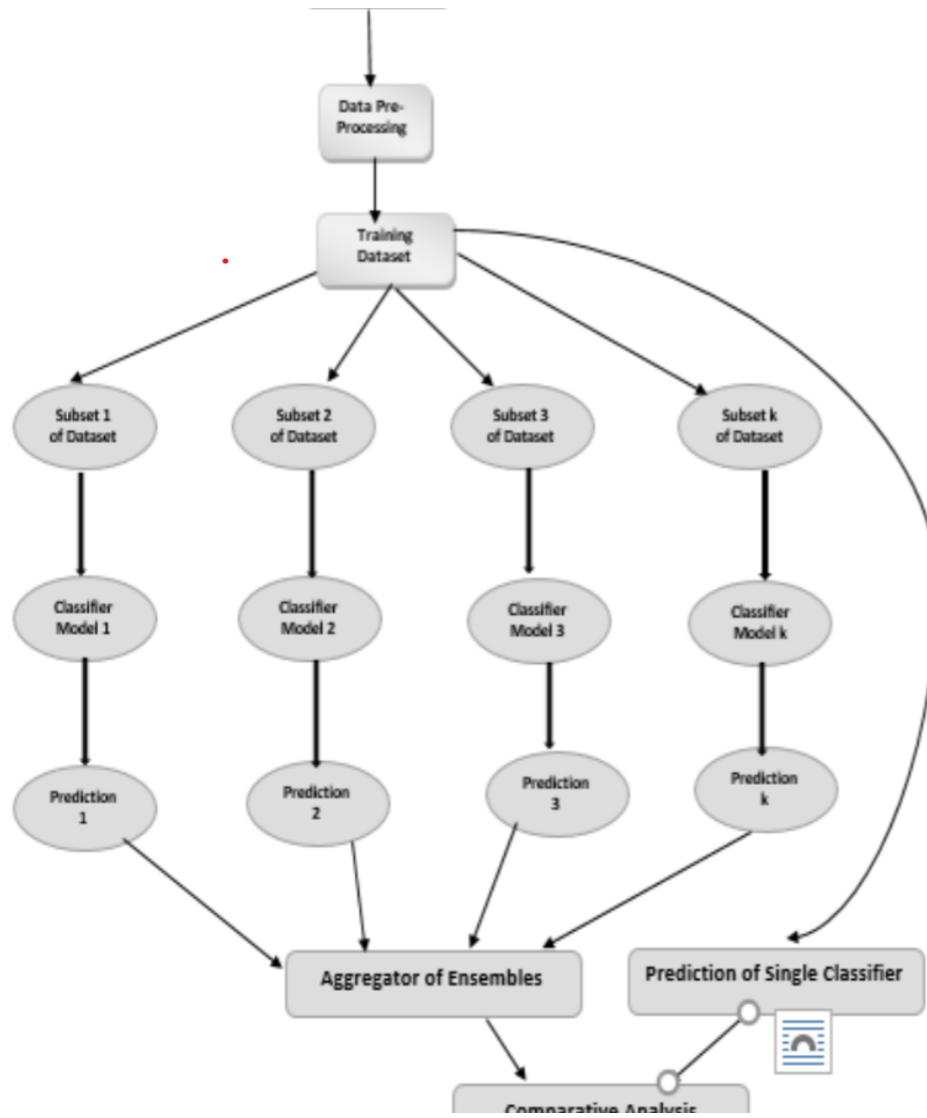 Data Pre-
Processing
Training
Dataset
Subset 1
of Dataset
Subset 2
of Dataset
Subset 3
of Dataset
Subset k
of Dataset
Classifier
Model 1
Classifier
Model 2
Classifier
Model 3
Classifier
Model k
Prediction
1
Prediction
2
Prediction
3
Prediction
k
Aggregator of Ensembles
Prediction of Single Classifier
Comparative Analysis